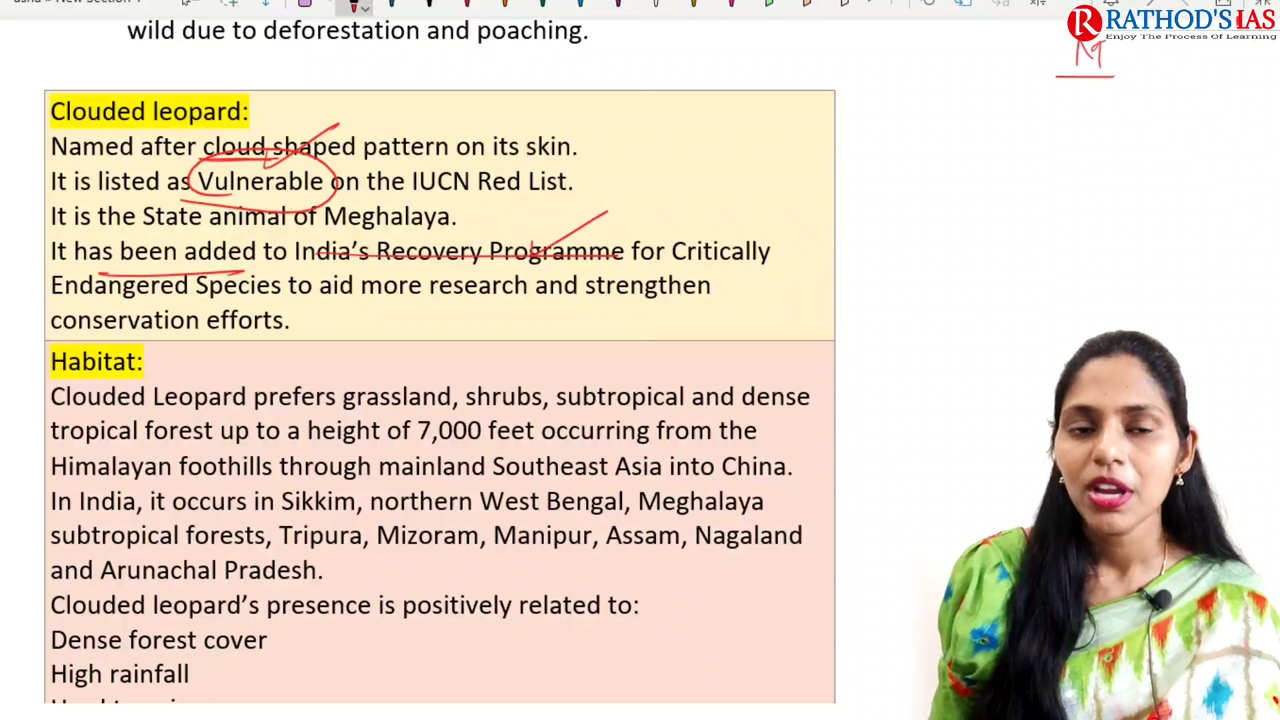 RATHOD'S IAS
Enjoy The Process Of Learning
wild due to deforestation and poaching.
Clouded leopard:
Named after cloud shaped pattern on its skin.
It is listed as Vulnerable on the IUCN Red List.
It is the State animal of Meghalaya.
It has been added to India's Recovery Programme for Critically
Endangered Species to aid more research and strengthen
conservation efforts.
Habitat:
Clouded Leopard prefers grassland, shrubs, subtropical and dense
tropical forest up to a height of 7,000 feet occurring from the
Himalayan foothills through mainland Southeast Asia into China.
In India, it occurs in Sikkim, northern West Bengal, Meghalaya
subtropical forests, Tripura, Mizoram, Manipur, Assam, Nagaland
and Arunachal Pradesh.
Clouded leopard's presence is positively related to:
Dense forest cover
High rainfall